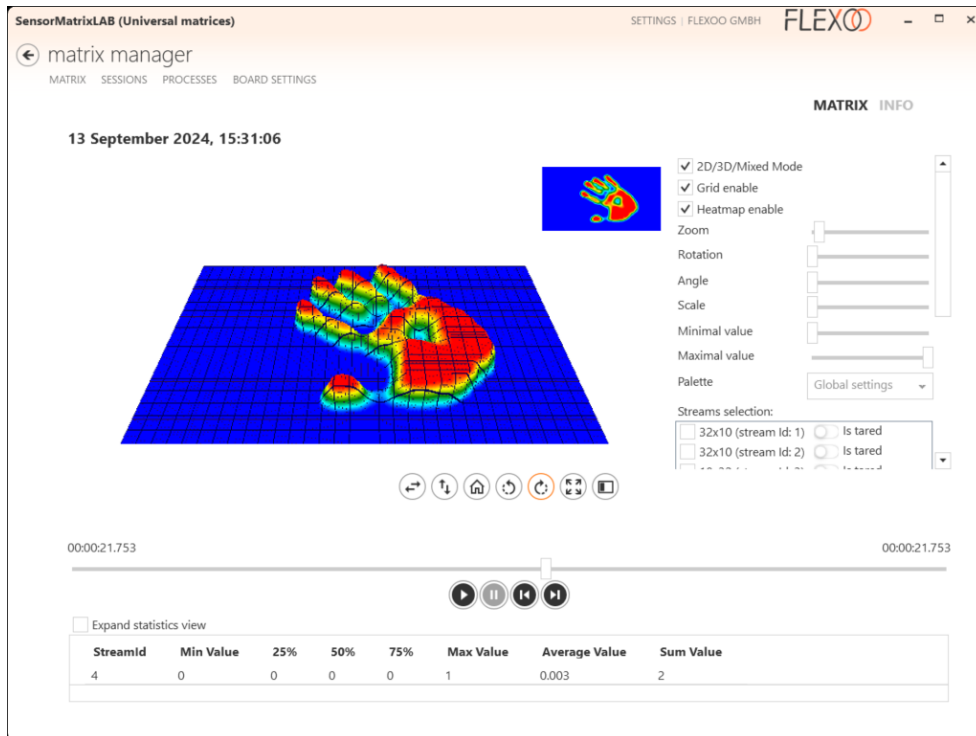 SensorMatrixLAB (Universal matrices)
SETTINGS | FLEXOO GMBH
FLEXOO
matrix manager
MATRIX SESSIONS PROCESSES BOARD SETTINGS
MATRIX INFO
13 September 2024, 15:31:06
2D/3D/Mixed Mode
Grid enable
Heatmap enable
Zoom
Rotation
Angle
Scale
Minimal value
Maximal value
Palette Global settings
Streams selection:
32x10 (stream Id: 1) Is tared
32x10 (stream Id: 2) Is tared
00:00:21.753 00:00:21.753
Expand statistics view
StreamId Min Value 25% 50% 75% Max Value Average Value Sum Value
4 0 0 0 0 1 0.003 2